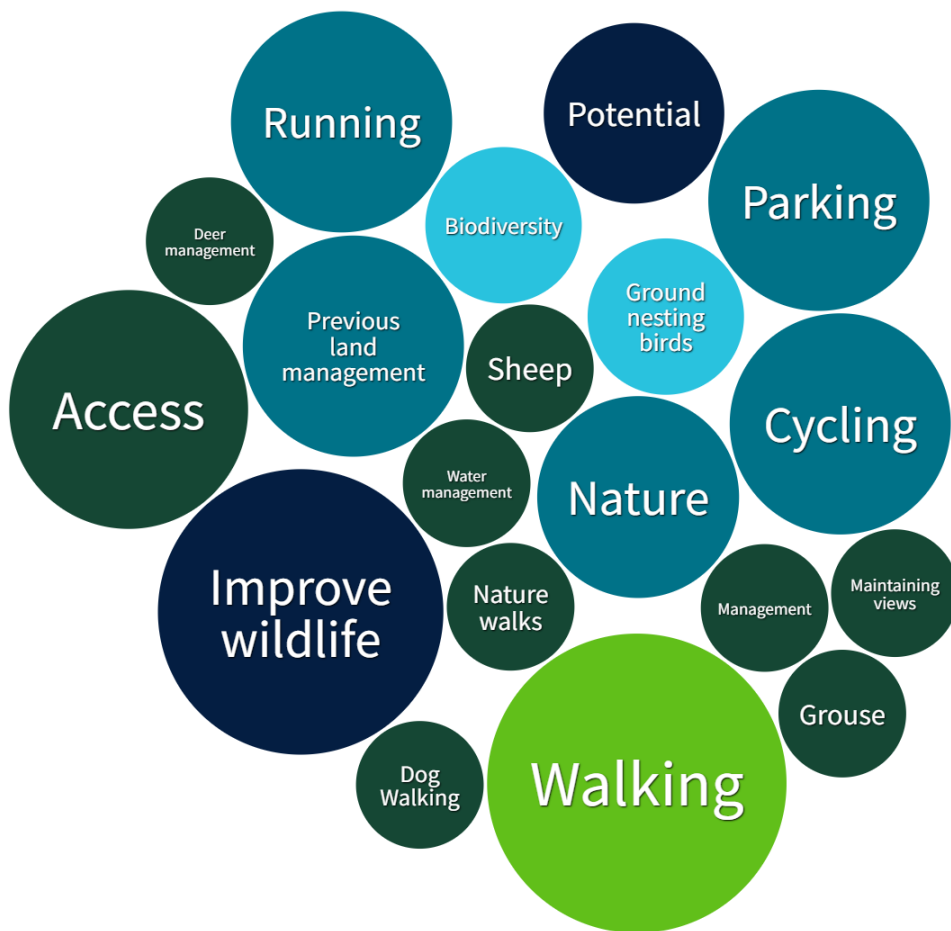 Running
Potential
Parking
Biodiversity
Deer
management
Ground
nesting
birds
Previous
land
management
Sheep
Access
Cycling
Water
management
Nature
Improve
wildlife
Nature
walks
Management
Maintaining
views
Grouse
Dog
Walking
Walking